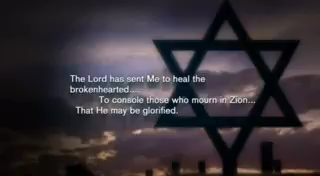 The Lord has sent Me to heal the
brokenhearted....
To console those who mourn in Zion...
That He may be glorified.